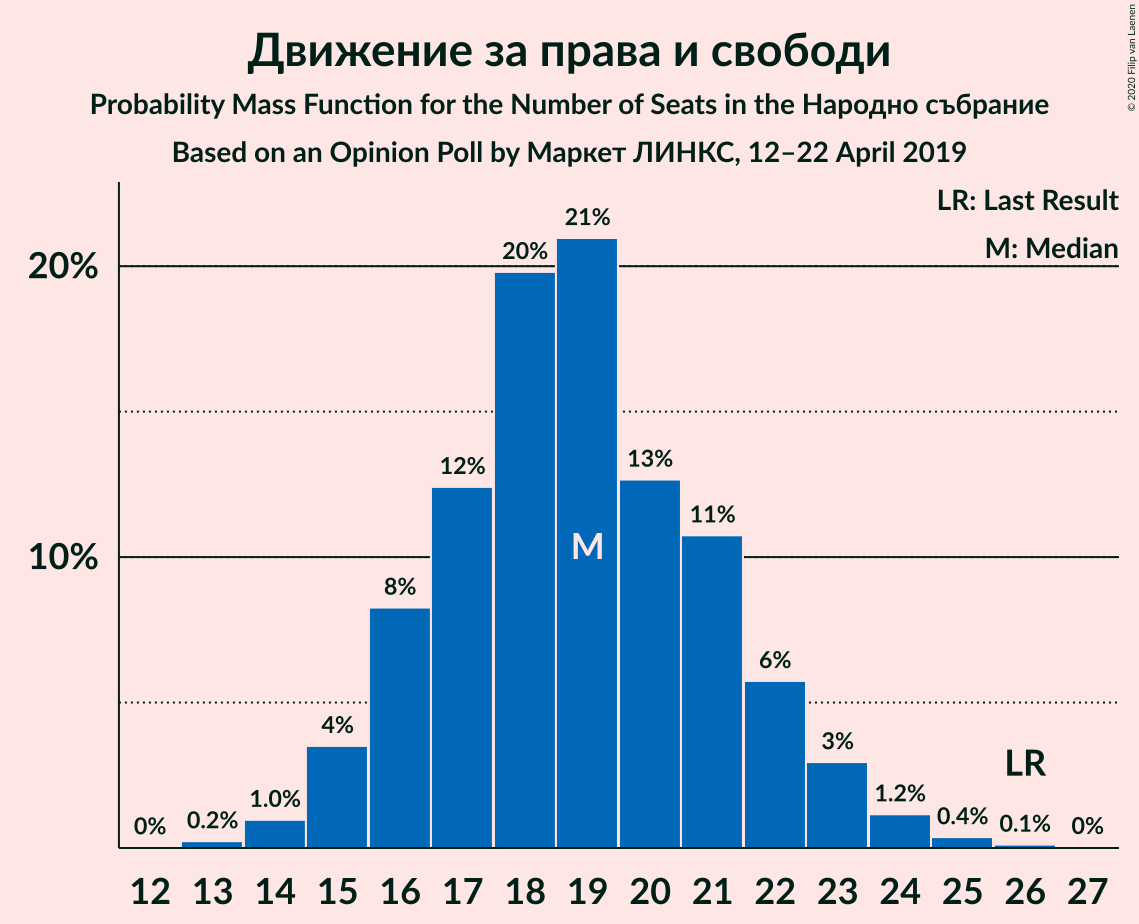 Движение за права и свободи
Probability Mass Function for the Number of Seats in the Народно събрание
Based on an Opinion Poll by Маркет ЛИНКС, 12–22 April 2019
© 2020 Filip van Laenen
LR: Last Result
M: Median
20%
10%
0%
0.2%
1.0%
4%
8%
12%
20%
21%
13%
11%
6%
3%
1.2%
0.4%
0.1%
0%
M
LR
12 13 14 15 16 17 18 19 20 21 22 23 24 25 26 27